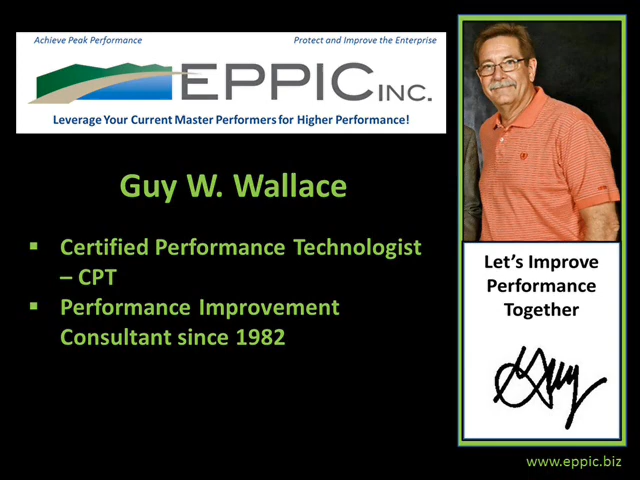 Achieve Peak Performance
Protect and Improve the Enterprise
EPPIC INC.
Leverage Your Current Master Performers for Higher Performance!
Guy W. Wallace
▪ Certified Performance Technologist
– CPT
▪ Performance Improvement
Consultant since 1982
Let's Improve
Performance
Together
Guy
www.eppic.biz